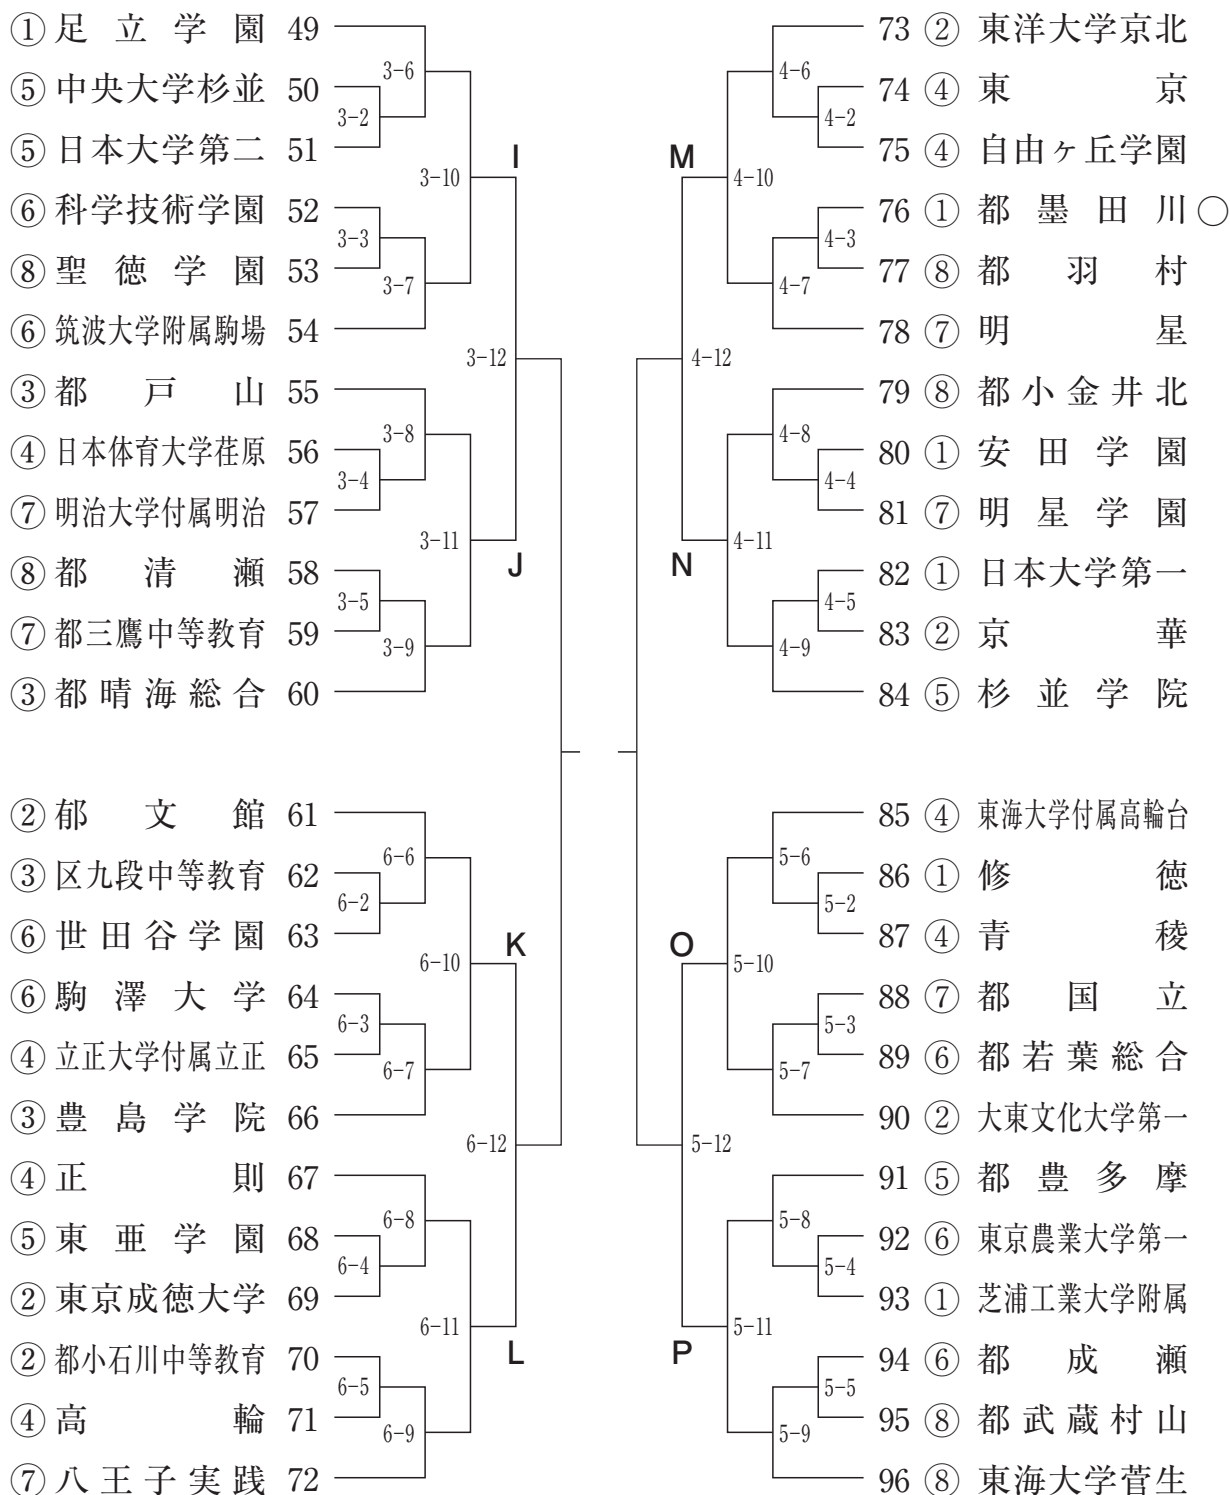 ①足立学園 49
3-6
⑤中央大学杉並 50
3-2
⑤日本大学第二 51
3-10
I
⑥科学技術学園 52
3-3
⑧聖徳学園 53
3-7
⑥筑波大学附属駒場 54
3-12
③都戸山 55
3-8
④日本体育大学荏原 56
3-4
⑦明治大学付属明治 57
3-11
J
⑧都清瀬 58
3-5
⑦都三鷹中等教育 59
3-9
③都晴海総合 60
②郁文館 61
6-6
③区九段中等教育 62
6-2
⑥世田谷学園 63
6-10
K
⑥駒澤大学 64
6-3
④立正大学付属立正 65
6-7
③豊島学院 66
6-12
④正則 67
6-8
⑤東亜学園 68
6-4
②東京成徳大学 69
6-11
L
②都小石川中等教育 70
6-5
④高輪 71
6-9
⑦八王子実践 72
73 ② 東洋大学京北
4-6
74 ④ 東京
4-2
75 ④ 自由ヶ丘学園
M
4-10
76 ① 都墨田川○
4-3
77 ⑧ 都羽村
4-7
78 ⑦ 明星
4-12
79 ⑧ 都小金井北
4-8
80 ① 安田学園
4-4
81 ⑦ 明星学園
N
4-11
82 ① 日本大学第一
4-5
83 ② 京華
4-9
84 ⑤ 杉並学院
85 ④ 東海大学付属高輪台
5-6
86 ① 修徳
5-2
87 ④ 青稜
O
5-10
88 ⑦ 都国立
5-3
89 ⑥ 都若葉総合
5-7
90 ② 大東文化大学第一
5-12
91 ⑤ 都豊多摩
5-8
92 ⑥ 東京農業大学第一
5-4
93 ① 芝浦工業大学附属
P
5-11
94 ⑥ 都成瀬
5-5
95 ⑧ 都武蔵村山
5-9
96 ⑧ 東海大学菅生